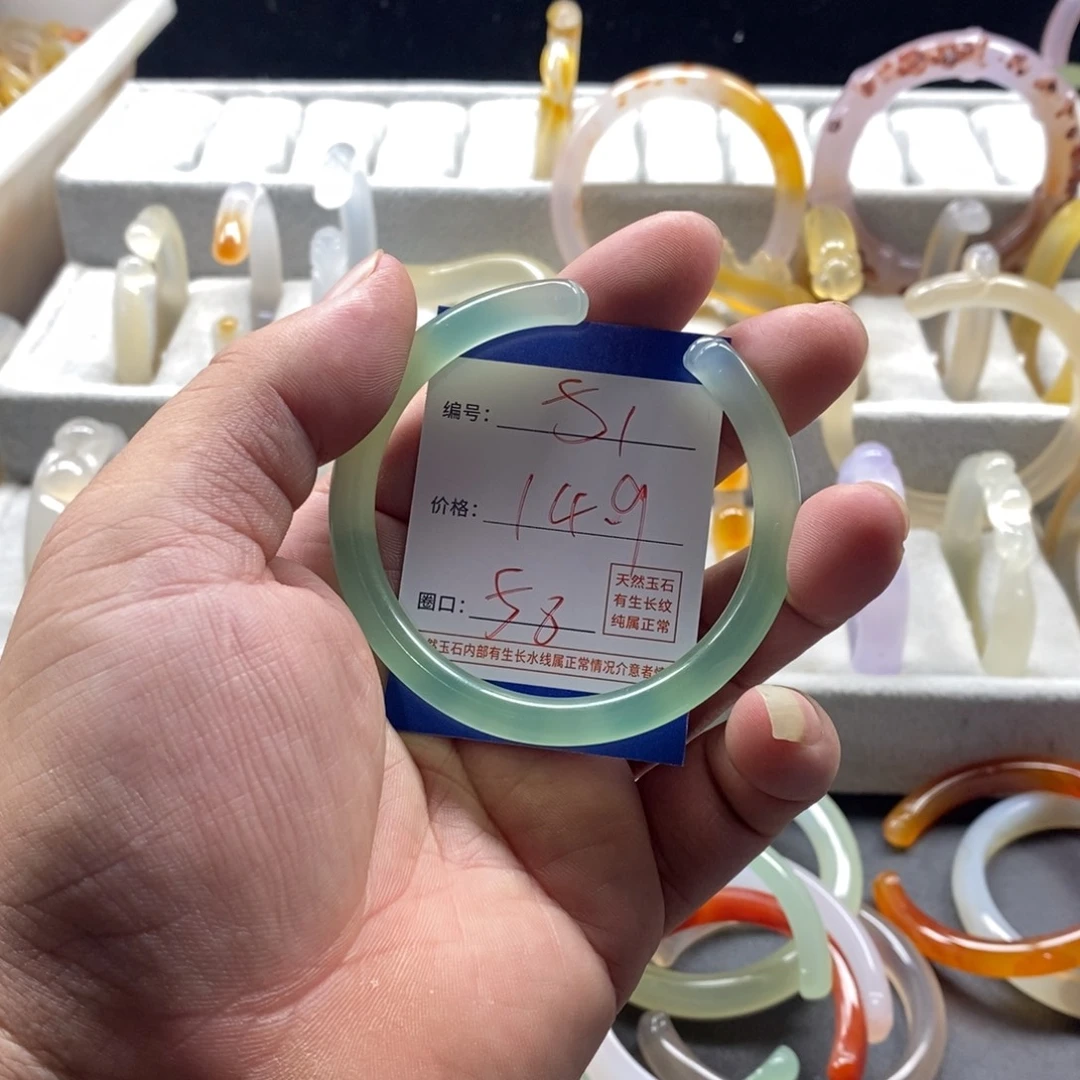 编号: S1
价格: 149
圈口: 58
天然玉石
有生长纹
纯属正常
然玉石内部有生长水线属正常情况介意者